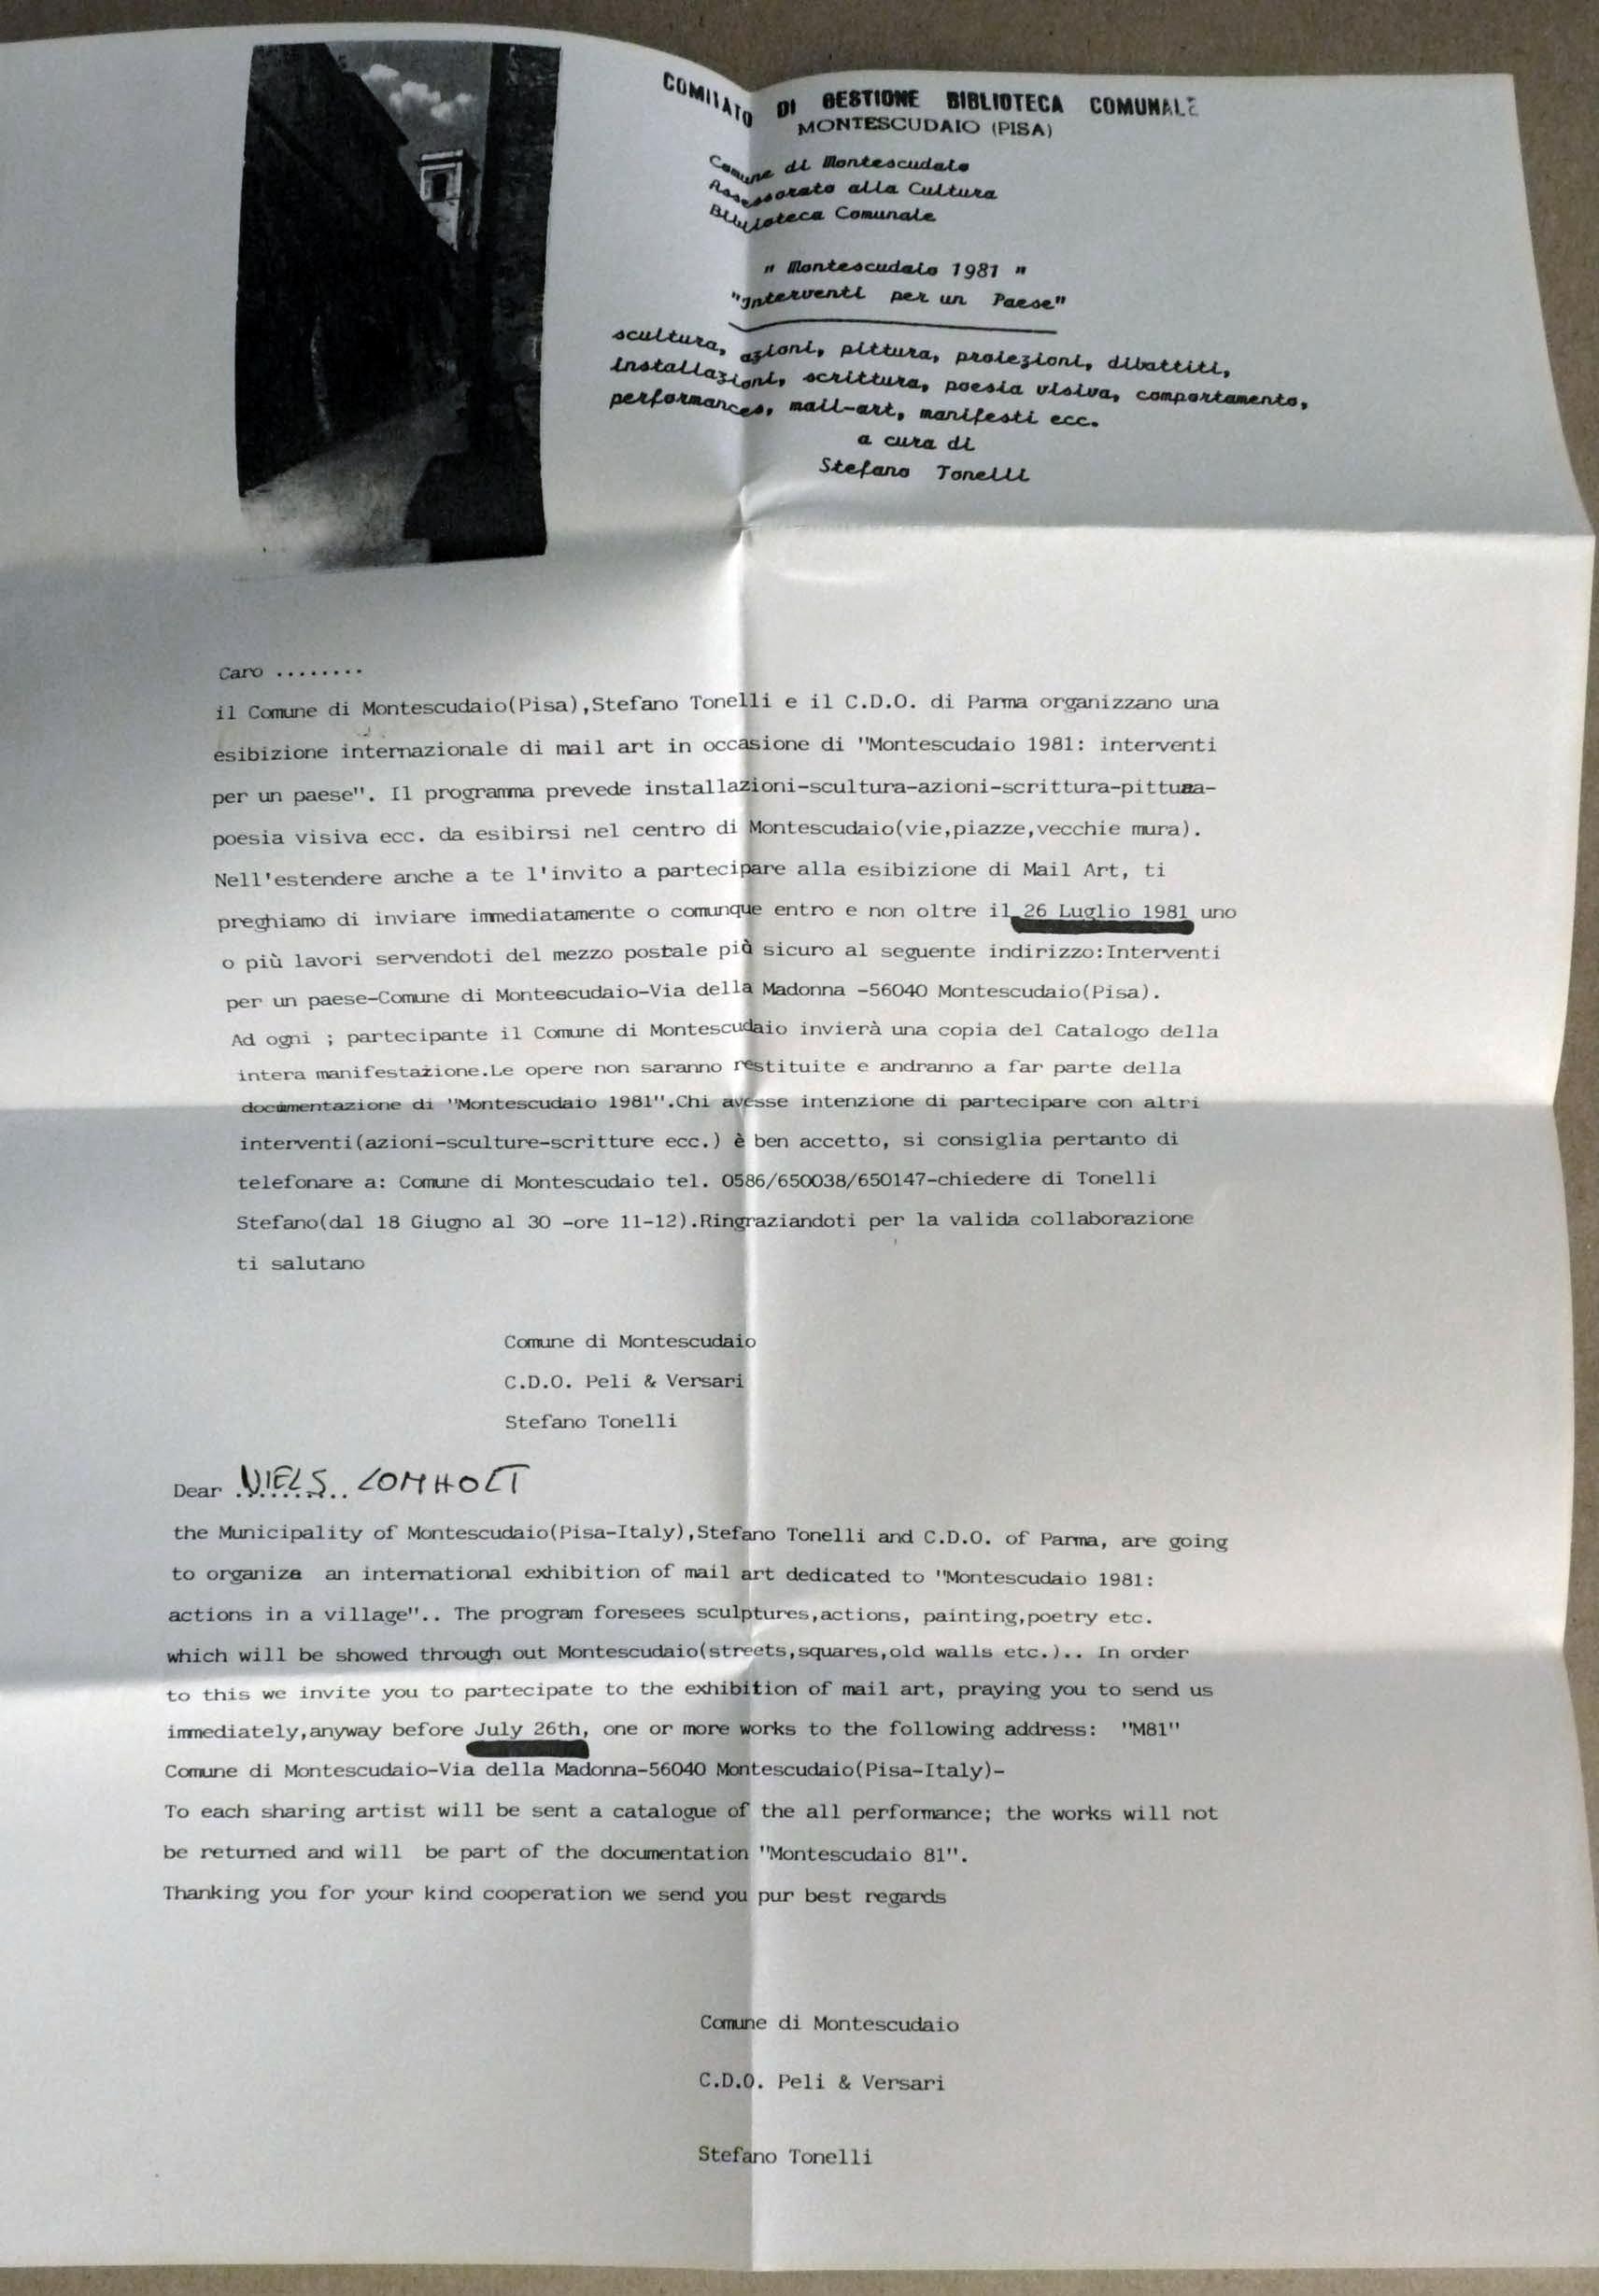 COMITATO DI GESTIONE BIBLIOTECA COMUNALE
MONTESCUDAIO (PISA)
Comune di Montescudaio
Assessorato alla Cultura
Biblioteca Comunale
" Montescudaio 1981 "
"Interventi per un Paese"
scultura, azioni, pittura, proiezioni, dibattiti,
installazioni, scrittura, poesia visiva, comportamento,
performances, mail-art, manifesti ecc.
a cura di
Stefano Tonelli
Caro ........
il Comune di Montescudaio(Pisa),Stefano Tonelli e il C.D.O. di Parma organizzano una
esibizione internazionale di mail art in occasione di "Montescudaio 1981: interventi
per un paese". Il programma prevede installazioni-scultura-azioni-scrittura-pittuaa-
poesia visiva ecc. da esibirsi nel centro di Montescudaio(vie,piazze,vecchie mura).
Nell'estendere anche a te l'invito a partecipare alla esibizione di Mail Art, ti
preghiamo di inviare immediatamente o comunque entro e non oltre il 26 Luglio 1981 uno
o più lavori servendoti del mezzo postale più sicuro al seguente indirizzo:Interventi
per un paese-Comune di Montescudaio-Via della Madonna -56040 Montescudaio(Pisa).
Ad ogni ; partecipante il Comune di Montescudaio invierà una copia del Catalogo della
intera manifestazione.Le opere non saranno restituite e andranno a far parte della
documentazione di "Montescudaio 1981".Chi avesse intenzione di partecipare con altri
interventi(azioni-sculture-scritture ecc.) è ben accetto, si consiglia pertanto di
telefonare a: Comune di Montescudaio tel. 0586/650038/650147-chiedere di Tonelli
Stefano(dal 18 Giugno al 30 -ore 11-12).Ringraziandoti per la valida collaborazione
ti salutano
Comune di Montescudaio
C.D.O. Peli & Versari
Stefano Tonelli
Dear NIELS LOMHOLT
the Municipality of Montescudaio(Pisa-Italy),Stefano Tonelli and C.D.O. of Parma, are going
to organize an international exhibition of mail art dedicated to "Montescudaio 1981:
actions in a village".. The program foresees sculptures,actions, painting,poetry etc.
which will be showed through out Montescudaio(streets,squares,old walls etc.).. In order
to this we invite you to partecipate to the exhibition of mail art, praying you to send us
immediately,anyway before July 26th, one or more works to the following address: "M81"
Comune di Montescudaio-Via della Madonna-56040 Montescudaio(Pisa-Italy)-
To each sharing artist will be sent a catalogue of the all performance; the works will not
be returned and will be part of the documentation "Montescudaio 81".
Thanking you for your kind cooperation we send you pur best regards
Comune di Montescudaio
C.D.O. Peli & Versari
Stefano Tonelli